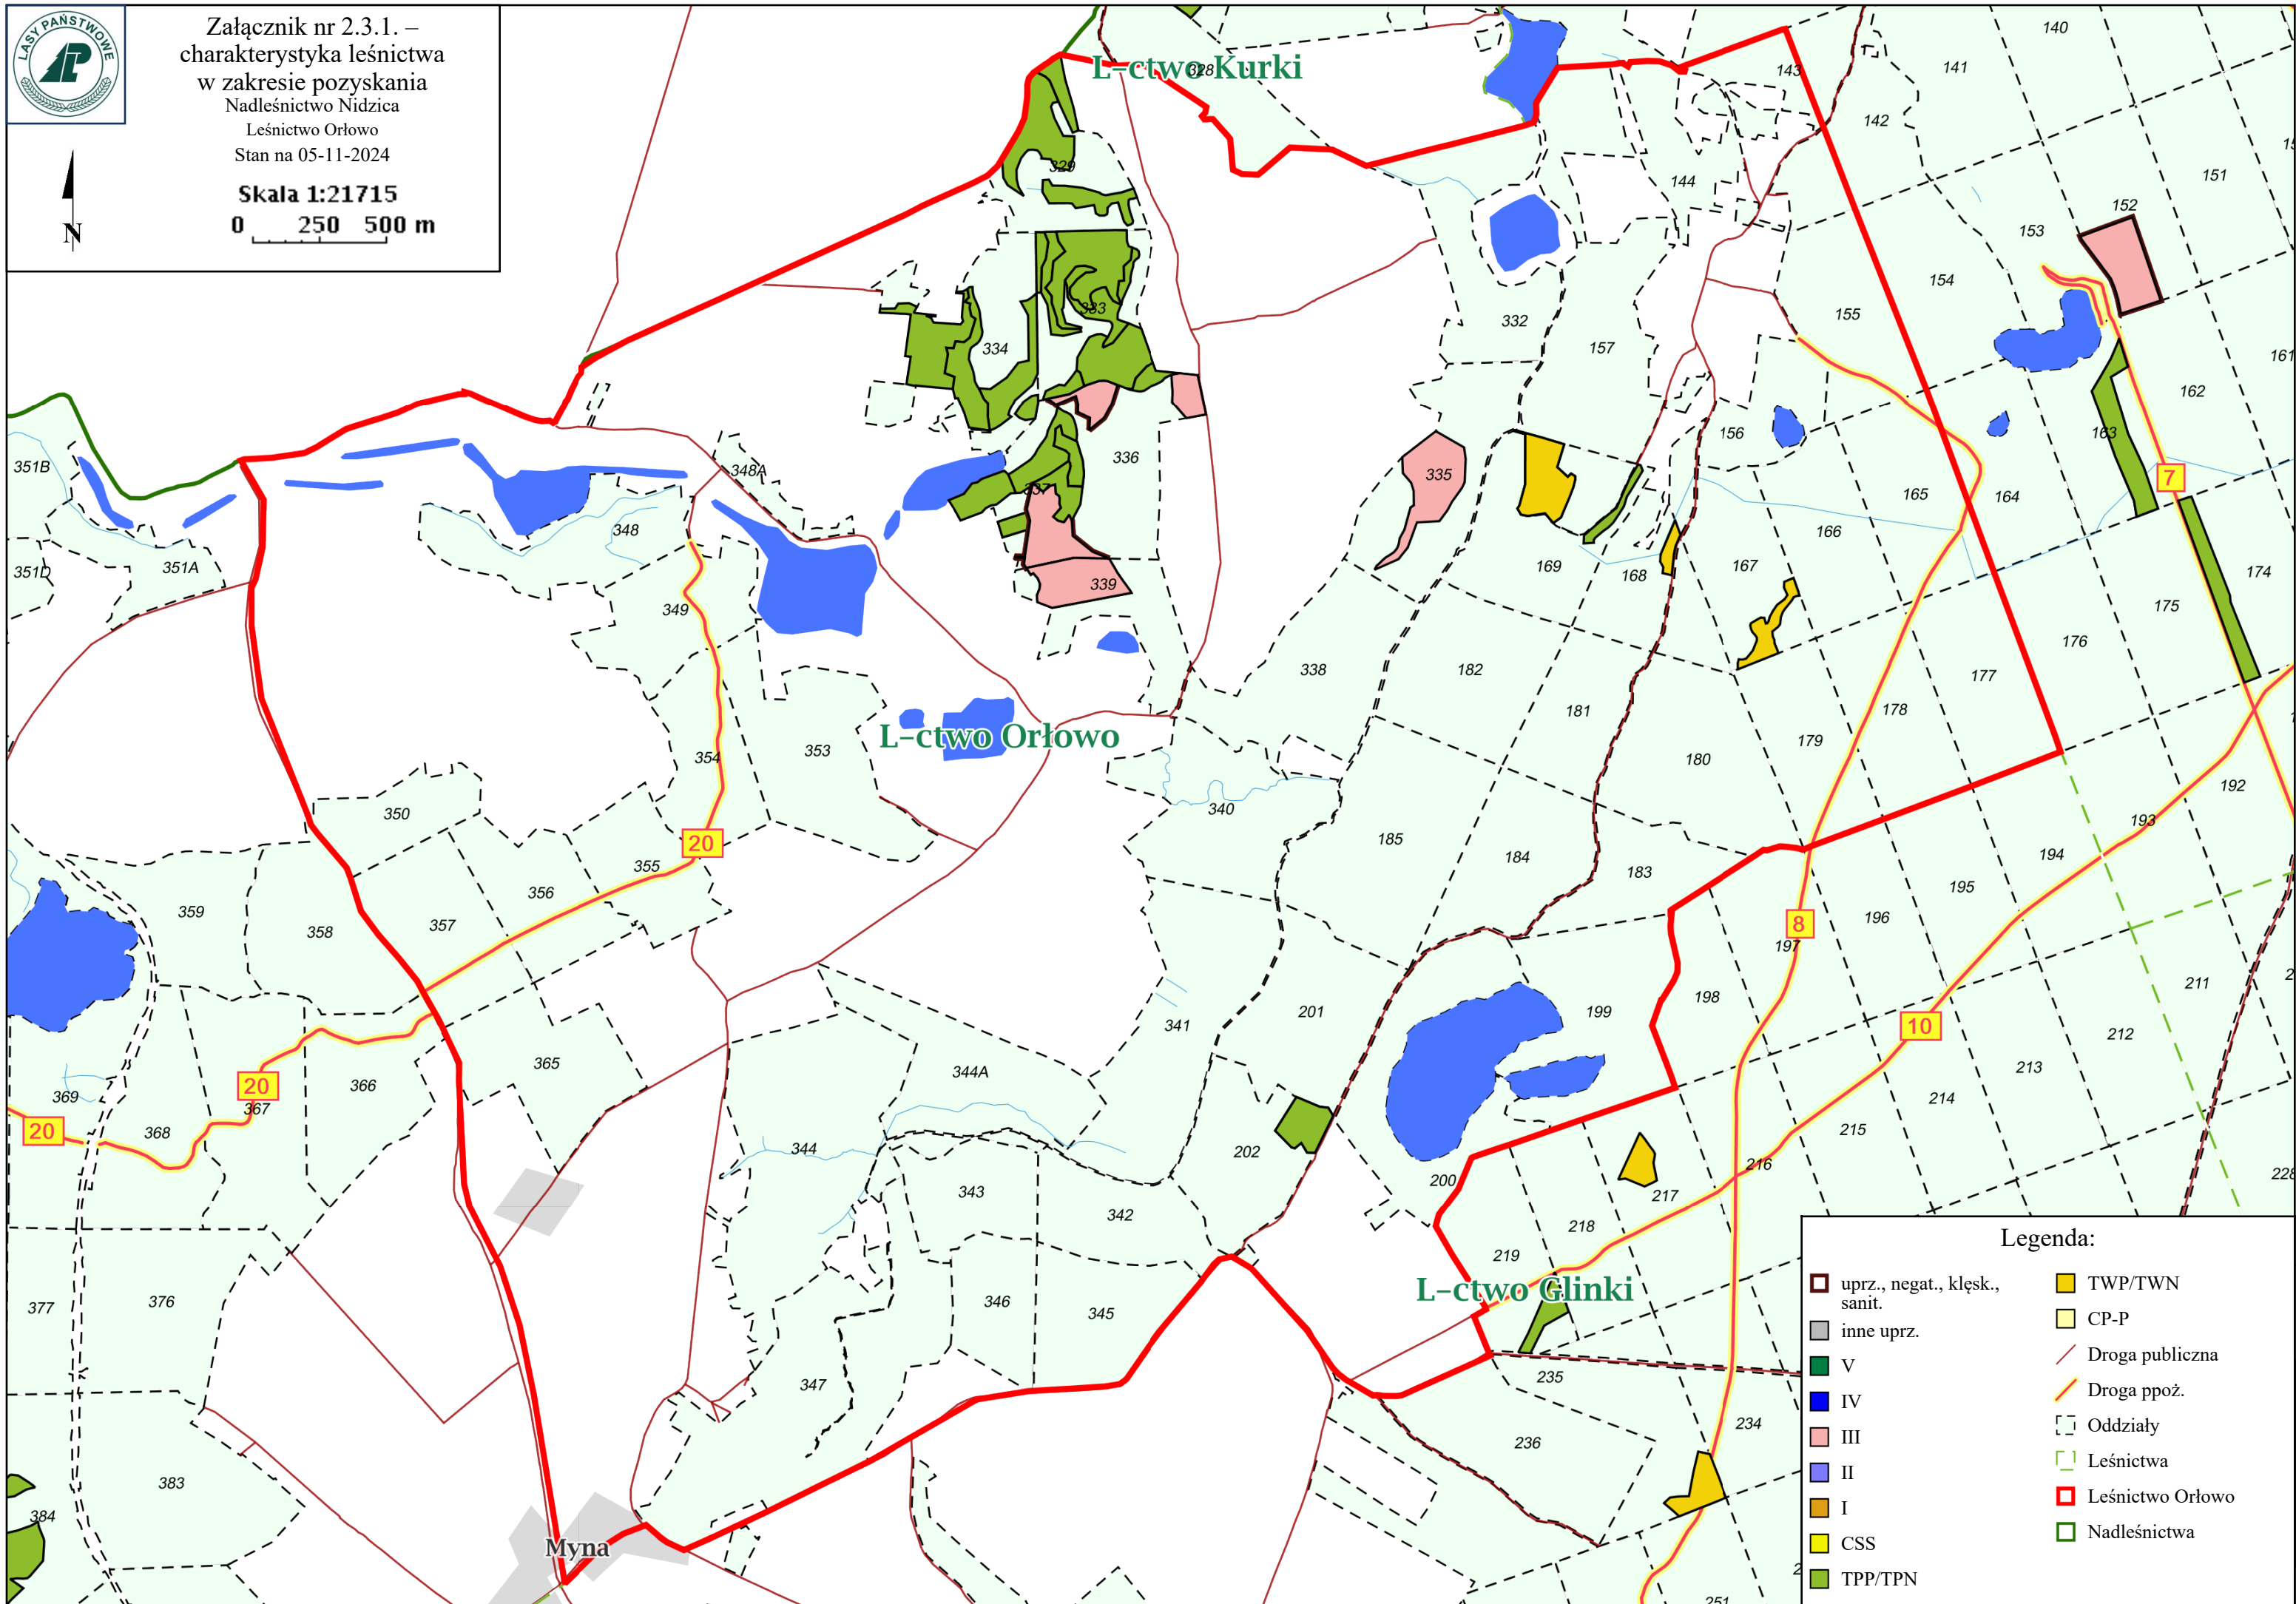 LASY PAŃSTWOWE
Załącznik nr 2.3.1. –
charakterystyka leśnictwa
w zakresie pozyskania
Nadleśnictwo Nidzica
Leśnictwo Orłowo
Stan na 05-11-2024
Skala 1:21715
0 250 500 m
N
L-ctwo Kurki
328
140
141
143
142
329
144
151
152
153
154
333
155
332
334
157
161
162
156
163
336
351B
348A
335
7
337
165
164
348
166
351D
351A
339
169
168
167
174
349
175
176
338
182
177
181
178
L-ctwo Orłowo
179
353
354
180
192
350
340
193
185
20
184
194
355
183
356
195
359
196
357
8
358
197
211
198
201
199
10
341
212
365
213
344A
366
20
369
367
214
20
368
215
344
202
216
200
343
217
228
342
218
219
L-ctwo Glinki
377
376
346
345
235
347
234
236
383
384
Myna
251
Legenda:
uprz., negat., klęsk.,
sanit.
inne uprz.
V
IV
III
II
I
CSS
TPP/TPN
TWP/TWN
CP-P
Droga publiczna
Droga ppoż.
Oddziały
Leśnictwa
Leśnictwo Orłowo
Nadleśnictwa